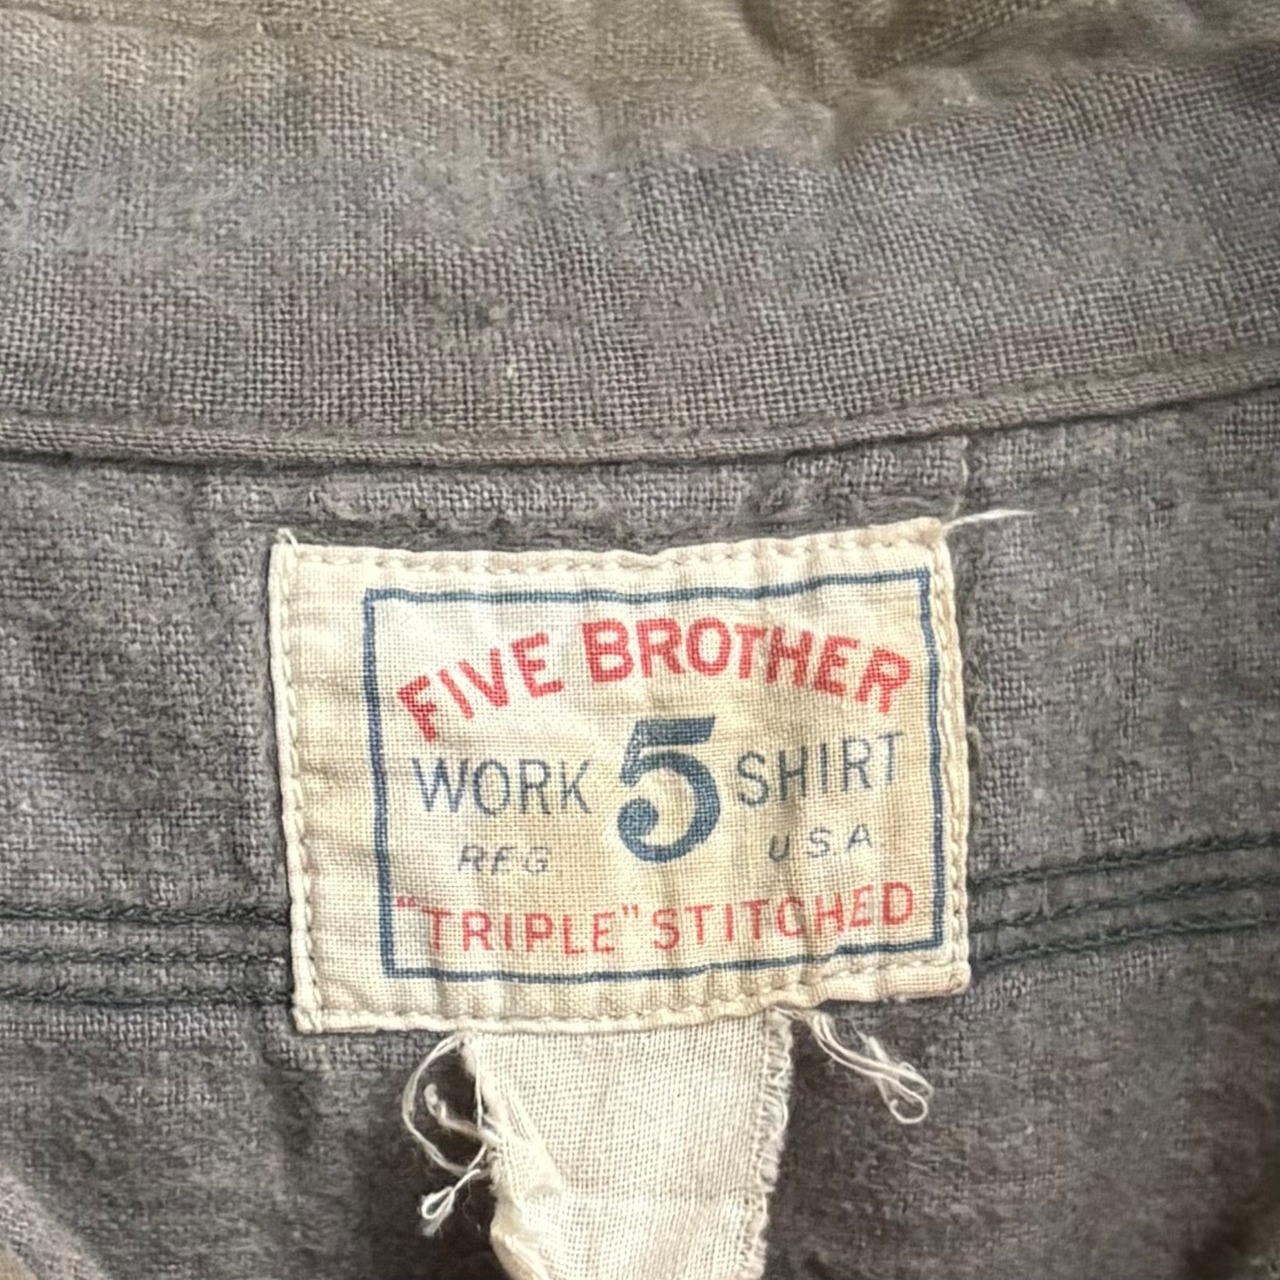 FIVE BROTHER
WORK 5 SHIRT
REG USA
"TRIPLE" STITCHED